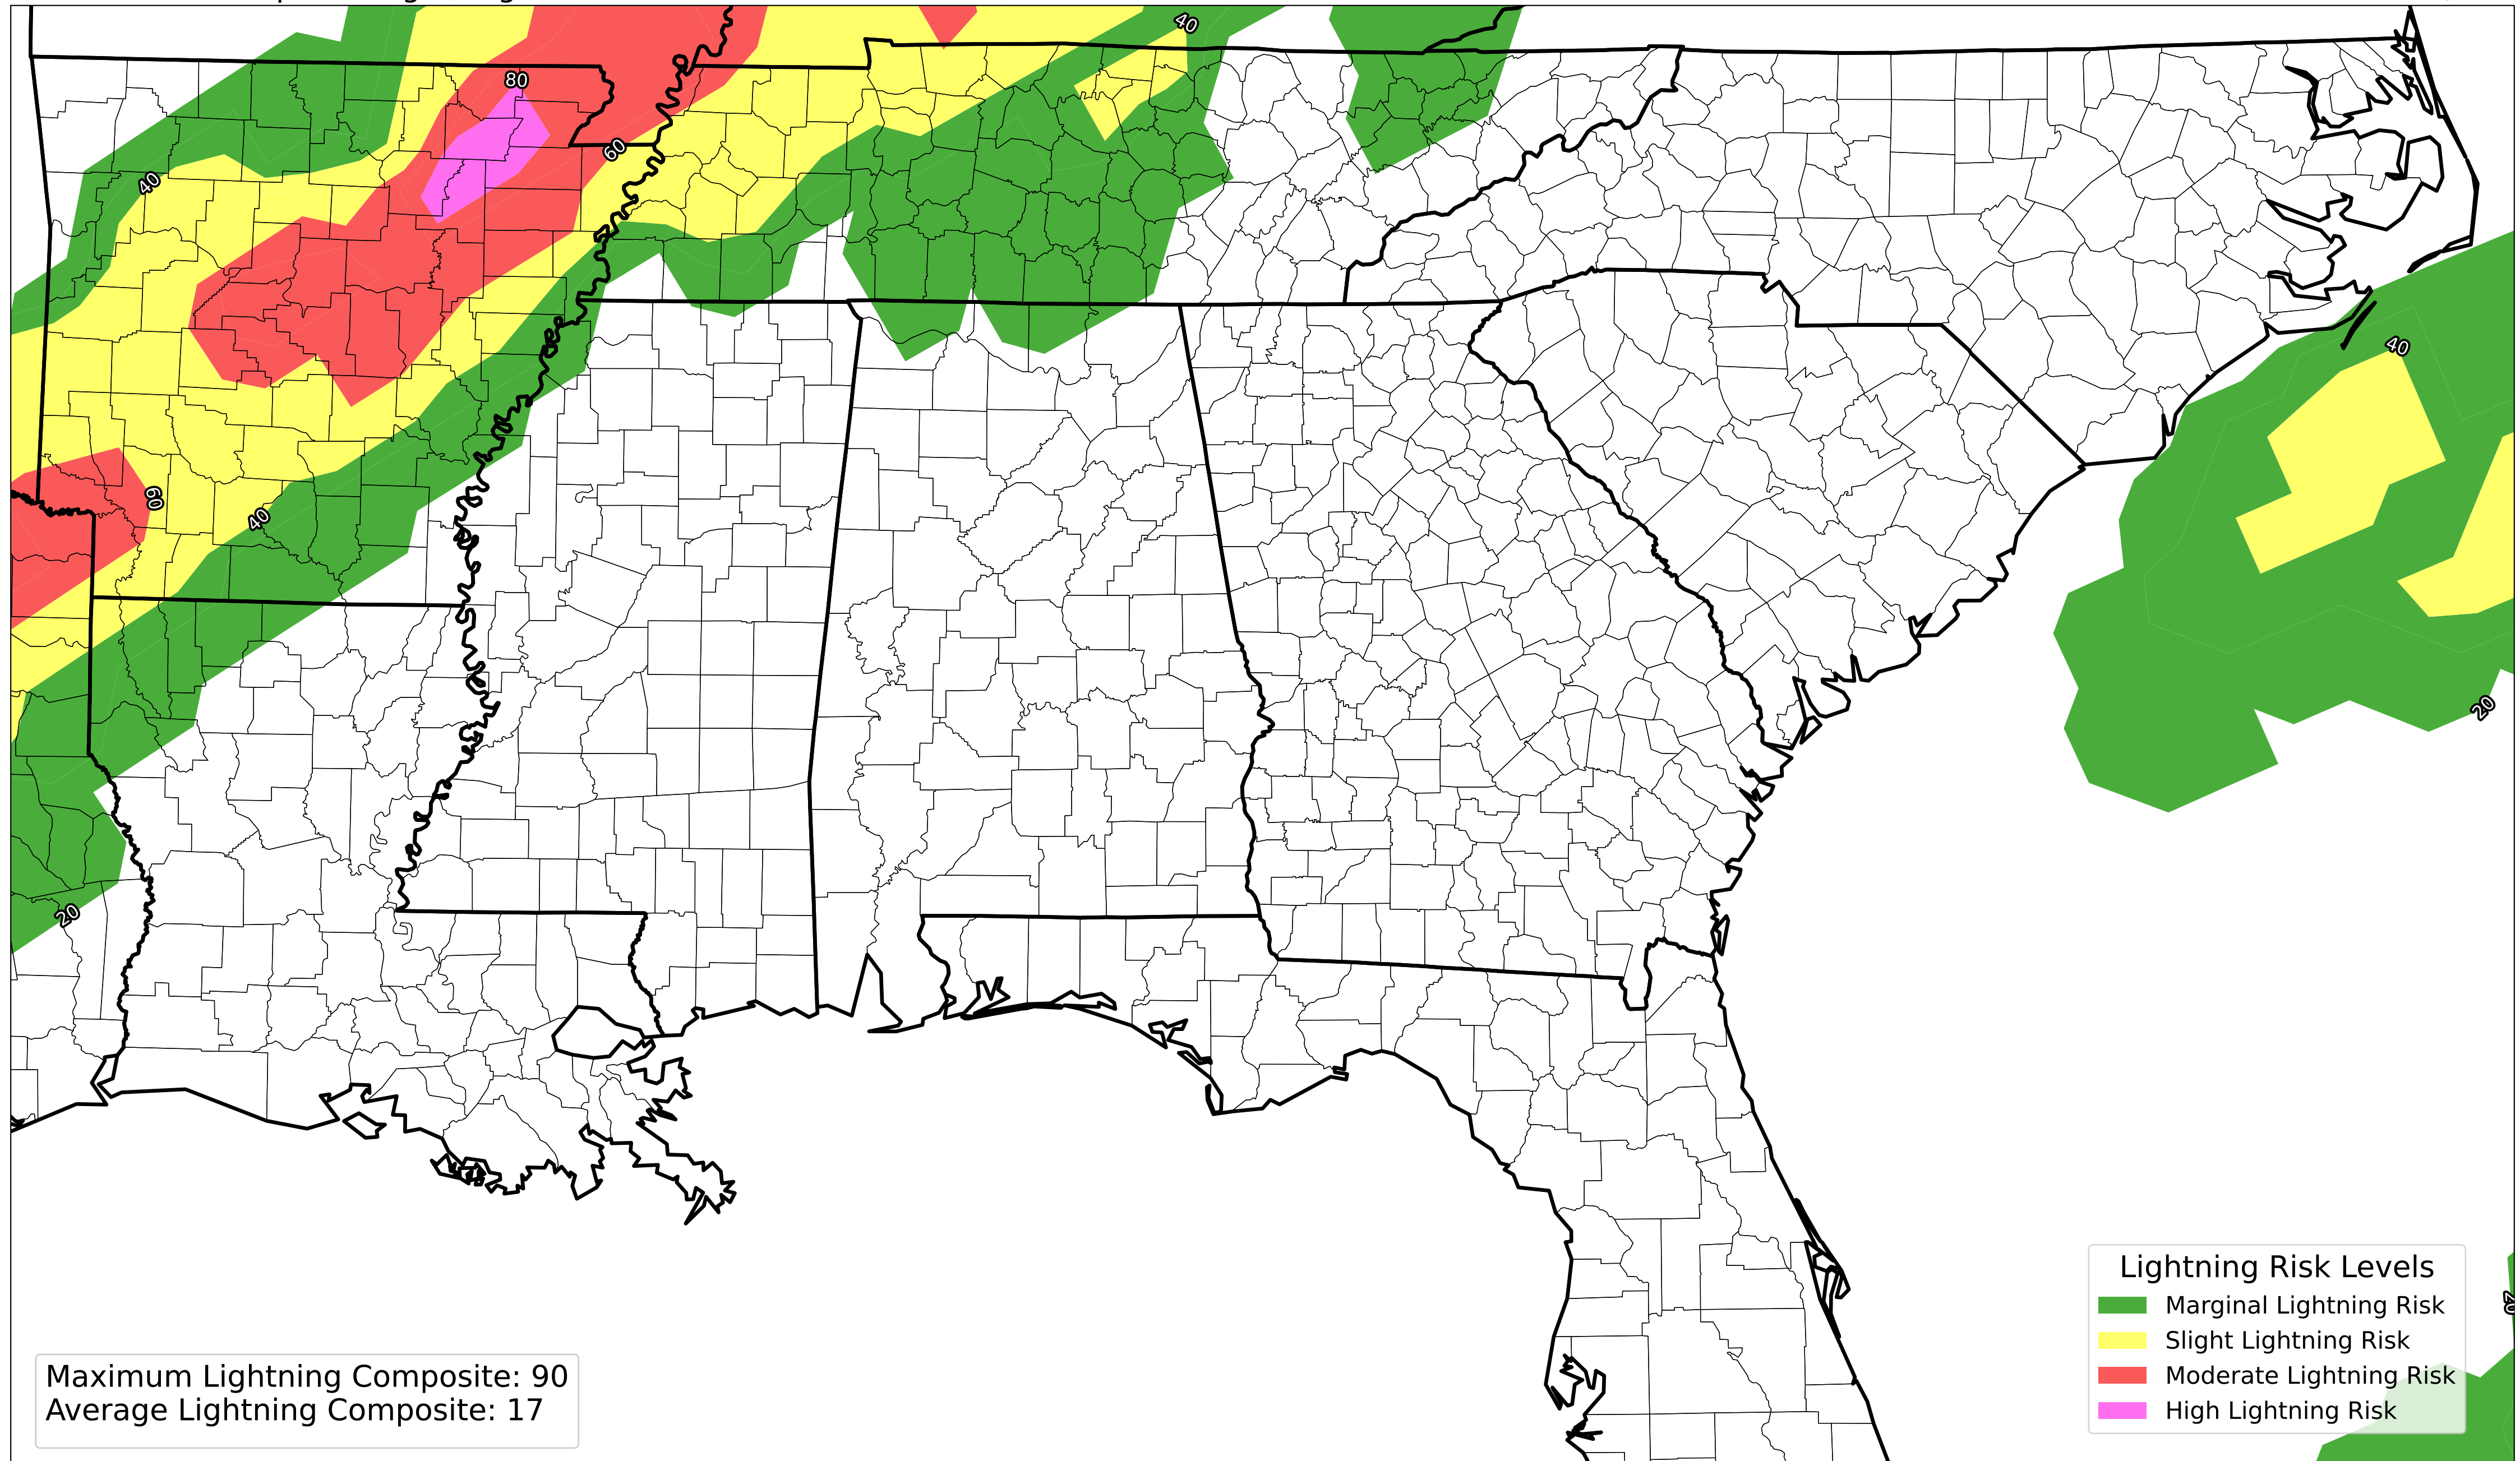 40
80
60
40
40
60
40
20
20
20
Lightning Risk Levels
Marginal Lightning Risk
Slight Lightning Risk
Moderate Lightning Risk
High Lightning Risk
Maximum Lightning Composite: 90
Average Lightning Composite: 17